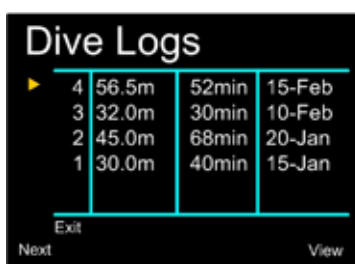 Dive Logs
4 56.5m 52min 15-Feb
3 32.0m 30min 10-Feb
2 45.0m 68min 20-Jan
1 30.0m 40min 15-Jan
Exit
Next View